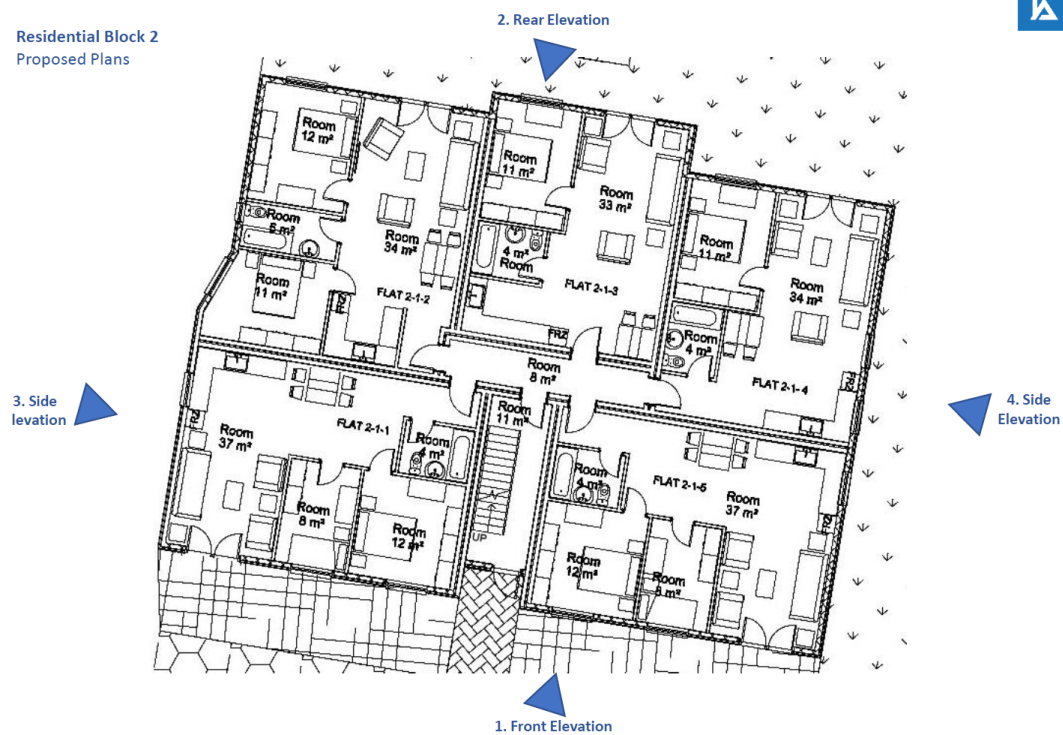 2. Rear Elevation
Residential Block 2
Proposed Plans
Room
12 m²
Room
11 m²
Room
33 m²
Room
5 m²
Room
34 m²
4 m²
Room
Room
11 m²
Room
11 m²
FRZ
FLAT 2-1-2
FLAT 2-1-3
Room
34 m²
FRZ
Room
4 m²
Room
8 m²
FLAT 2-1-4
FRZ
3. Side
levation
4. Side
Elevation
FRZ
FLAT 2-1-1
Room
11 m²
Room
37 m²
Room
4 m²
Room
4 m²
FLAT 2-1-5
Room
37 m²
FRZ
Room
8 m²
Room
12 m²
UP
Room
12 m²
Room
8 m²
1. Front Elevation